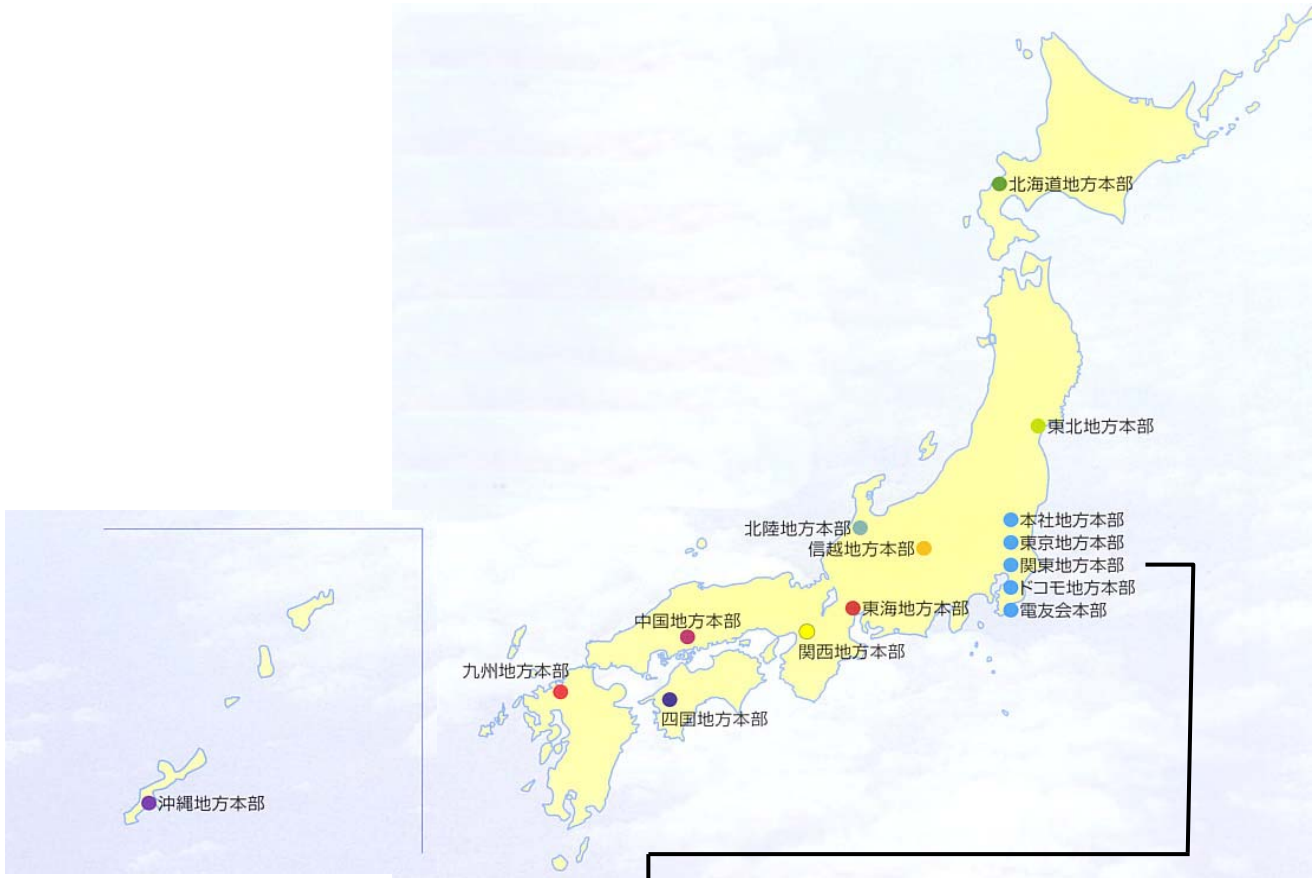 北海道地方本部
東北地方本部
本社地方本部
北陸地方本部
東京地方本部
信越地方本部
関東地方本部
ドコモ地方本部
東海地方本部
電友会本部
中国地方本部
関西地方本部
九州地方本部
四国地方本部
沖縄地方本部